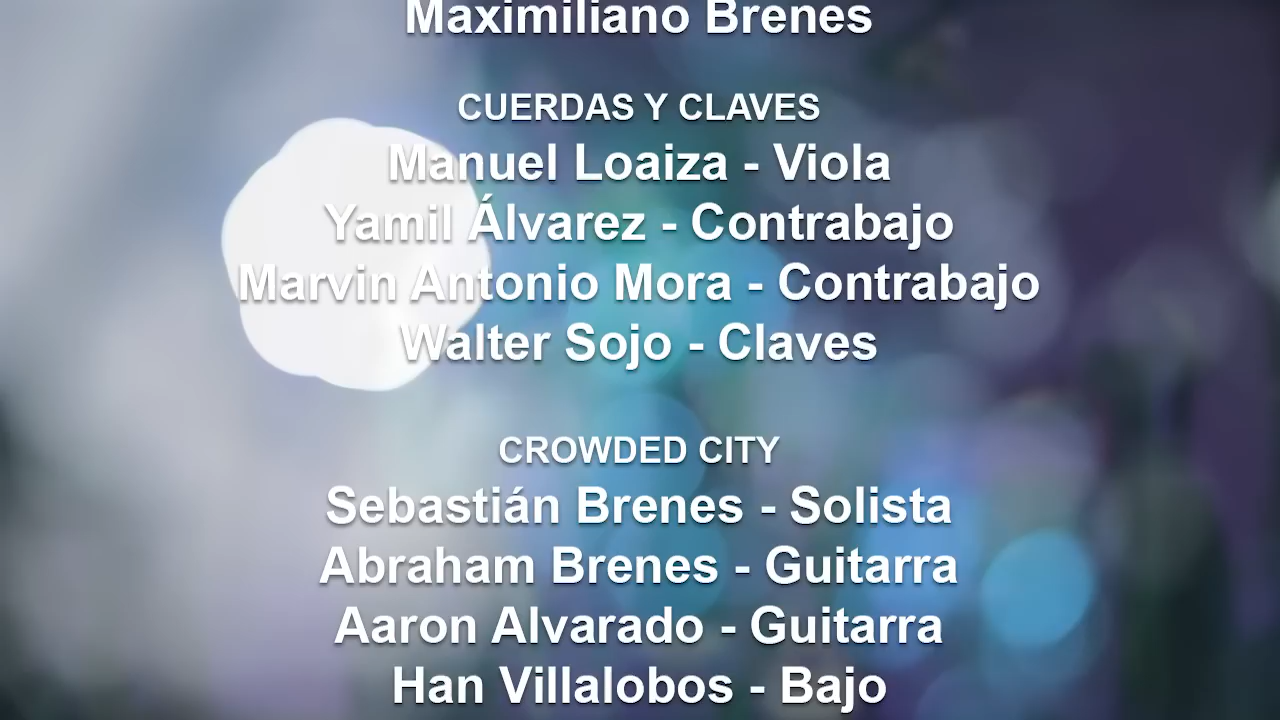 Maximiliano Brenes
CUERDAS Y CLAVES
Manuel Loaiza - Viola
Yamil Álvarez - Contrabajo
Marvin Antonio Mora - Contrabajo
Walter Sojo - Claves
CROWDED CITY
Sebastián Brenes - Solista
Abraham Brenes - Guitarra
Aaron Alvarado - Guitarra
Han Villalobos - Bajo